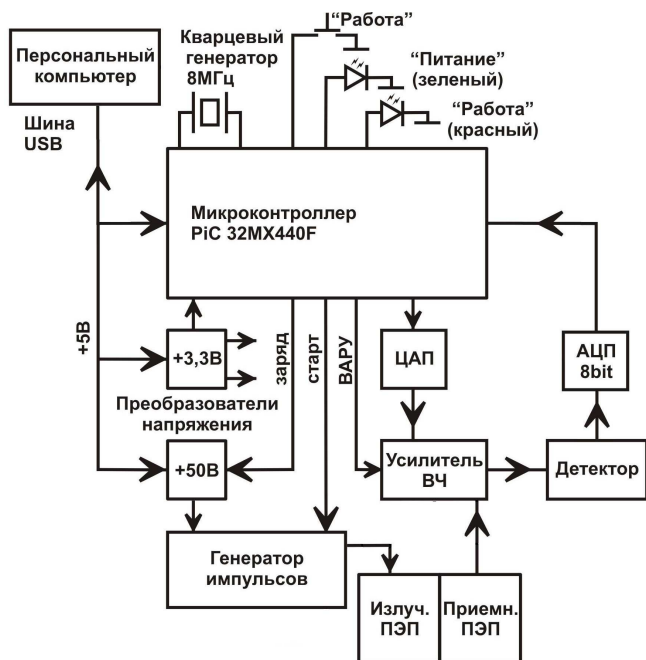 Персональный
компьютер
Шина
USB
Кварцевый
генератор
8МГц
“Работа”
“Питание”
(зеленый)
“Работа”
(красный)
Микроконтроллер
PiC 32MX440F
+5В
+3,3В
заряд
старт
ВАРУ
ЦАП
АЦП
8bit
Преобразователи
напряжения
+50В
Усилитель
ВЧ
Детектор
Генератор
импульсов
Излуч.
ПЭП
Приемн.
ПЭП